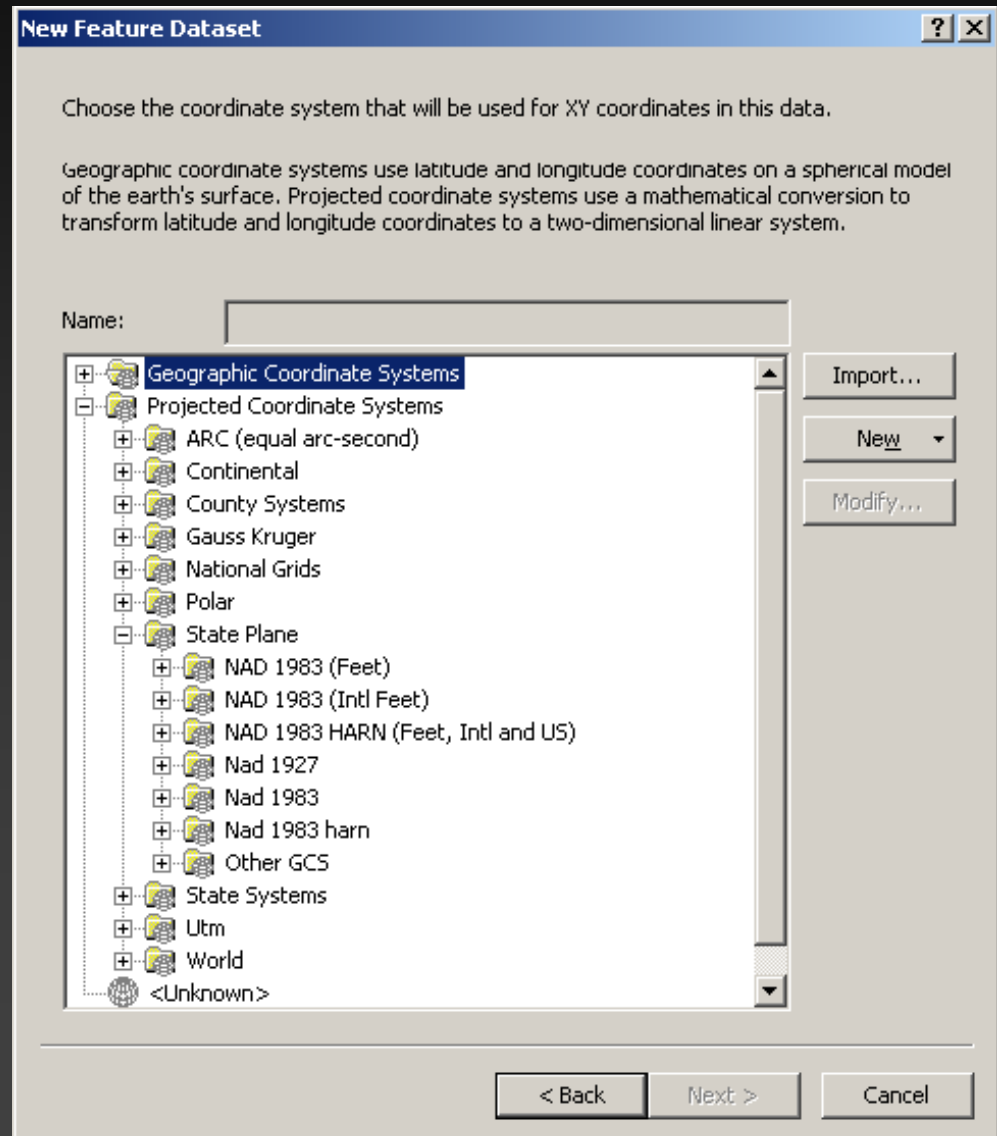 New Feature Dataset
Choose the coordinate system that will be used for XY coordinates in this data.
Geographic coordinate systems use latitude and longitude coordinates on a spherical model
of the earth's surface. Projected coordinate systems use a mathematical conversion to
transform latitude and longitude coordinates to a two-dimensional linear system.
Name:
Geographic Coordinate Systems
Projected Coordinate Systems
ARC (equal arc-second)
Continental
County Systems
Gauss Kruger
National Grids
Polar
State Plane
NAD 1983 (Feet)
NAD 1983 (Intl Feet)
NAD 1983 HARN (Feet, Intl and US)
Nad 1927
Nad 1983
Nad 1983 harn
Other GCS
State Systems
Utm
World
<Unknown>
Import...
New
Modify...
< Back
Next >
Cancel